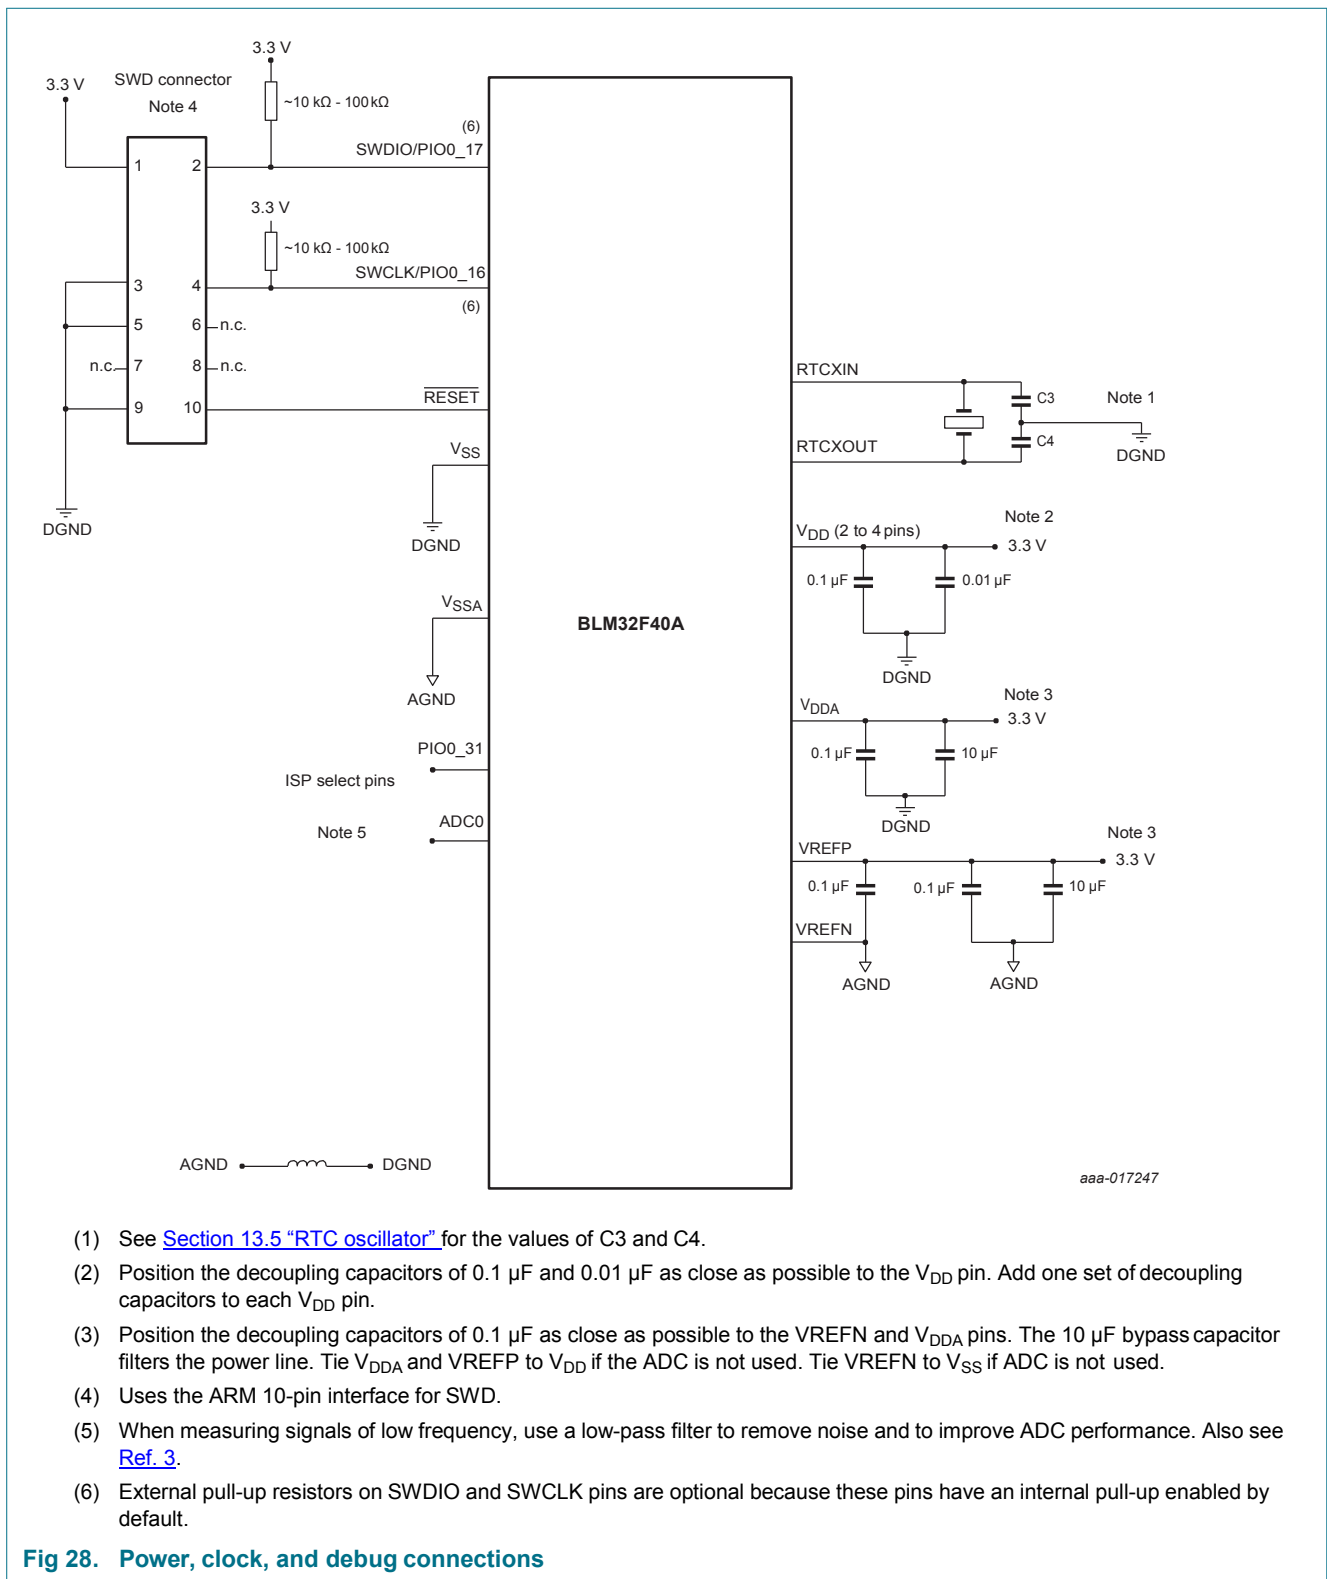 3.3 V
3.3 V
SWD connector
Note 4
~10 kΩ - 100 kΩ
(6)
SWDIO/PIO0_17
1
2
3.3 V
~10 kΩ - 100 kΩ
SWCLK/PIO0_16
(6)
3
4
5
6
n.c.
n.c.
7
8
n.c.
9
10
RESET
VSS
DGND
DGND
VSSA
AGND
PIO0_31
ISP select pins
ADC0
Note 5
BLM32F40A
RTCXIN
C3
Note 1
RTCXOUT
C4
DGND
Note 2
VDD (2 to 4 pins)
3.3 V
0.1 µF
0.01 µF
DGND
Note 3
VDDA
3.3 V
0.1 µF
10 µF
DGND
Note 3
VREFP
3.3 V
0.1 µF
0.1 µF
10 µF
VREFN
AGND
AGND
AGND
DGND
aaa-017247
(1) See Section 13.5 “RTC oscillator” for the values of C3 and C4.
(2) Position the decoupling capacitors of 0.1 µF and 0.01 µF as close as possible to the VDD pin. Add one set of decoupling
capacitors to each VDD pin.
(3) Position the decoupling capacitors of 0.1 µF as close as possible to the VREFN and VDDA pins. The 10 µF bypass capacitor
filters the power line. Tie VDDA and VREFP to VDD if the ADC is not used. Tie VREFN to VSS if ADC is not used.
(4) Uses the ARM 10-pin interface for SWD.
(5) When measuring signals of low frequency, use a low-pass filter to remove noise and to improve ADC performance. Also see
Ref. 3.
(6) External pull-up resistors on SWDIO and SWCLK pins are optional because these pins have an internal pull-up enabled by
default.
Fig 28. Power, clock, and debug connections